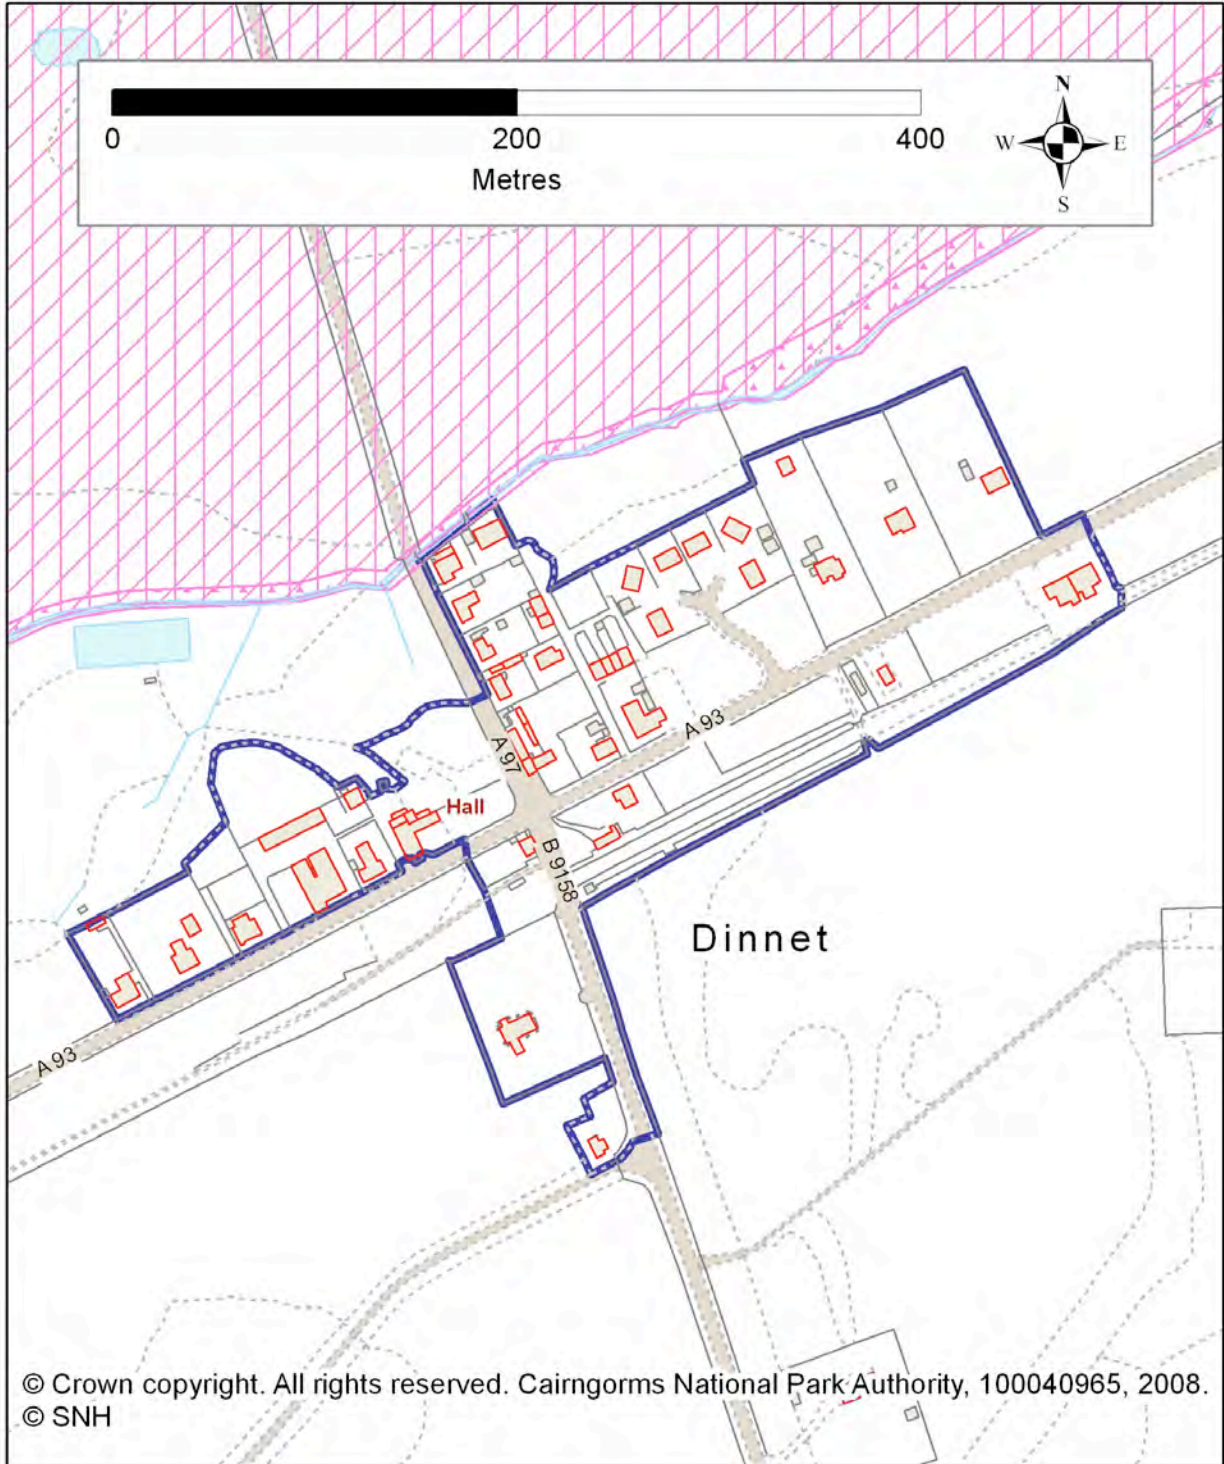 N
W E
S
0 200 400
Metres
A 93
A 97
Hall
B 9158
Dinnet
A 93
© Crown copyright. All rights reserved. Cairngorms National Park Authority, 100040965, 2008.
© SNH